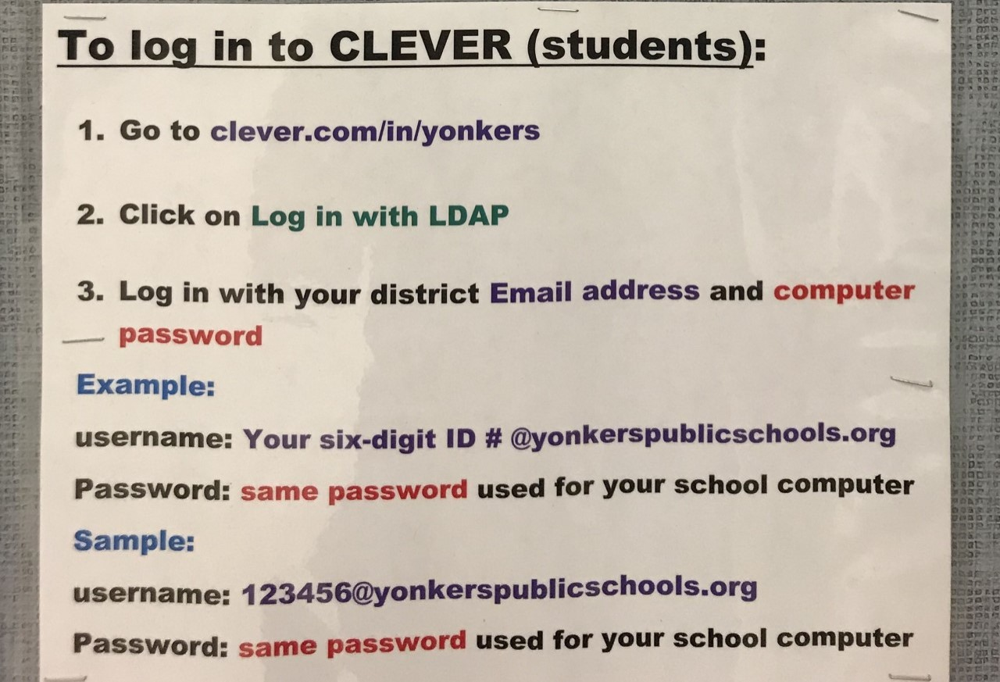 To log in to CLEVER (students):
1. Go to clever.com/in/yonkers
2. Click on Log in with LDAP
3. Log in with your district Email address and computer
password
Example:
username: Your six-digit ID # @yonkerspublicschools.org
Password: same password used for your school computer
Sample:
username: 123456@yonkerspublicschools.org
Password: same password used for your school computer